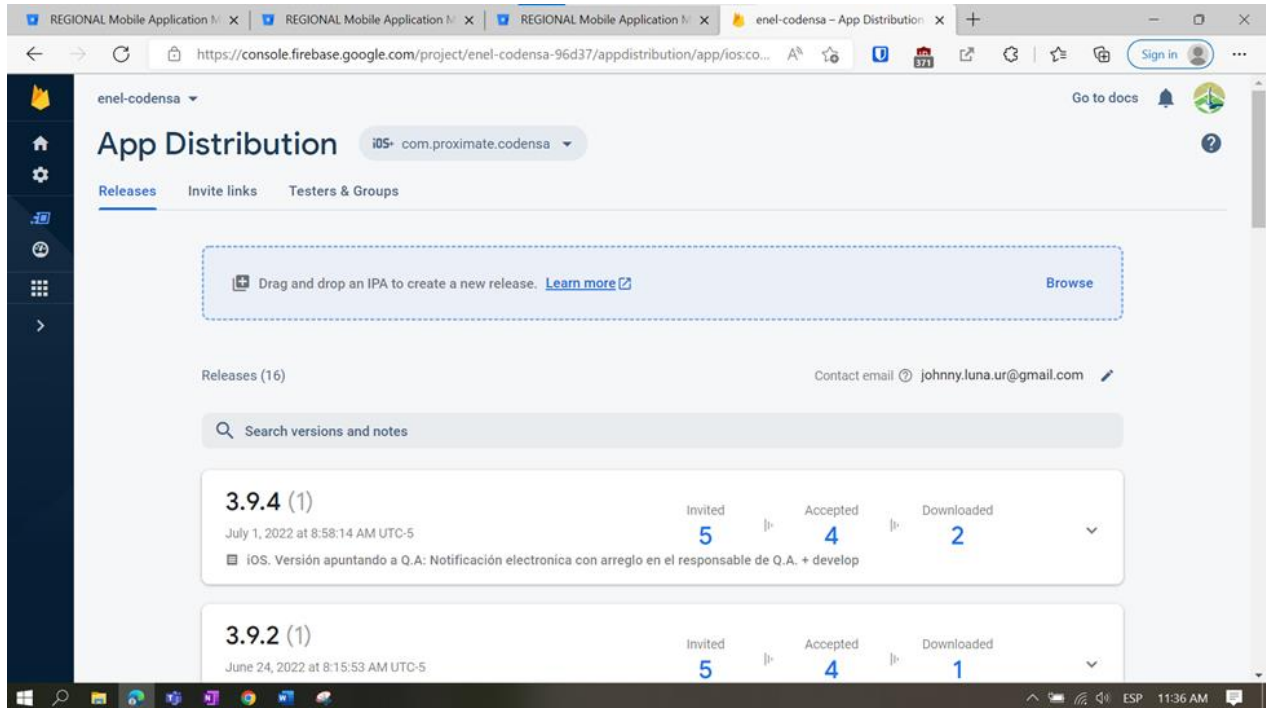 REGIONAL Mobile Application M
REGIONAL Mobile Application M
REGIONAL Mobile Application M
enel-codensa – App Distribution
https://console.firebase.google.com/project/enel-codensa-96d37/appdistribution/app/ios:co...
371
Sign in
enel-codensa
Go to docs
App Distribution
iOS+ com.proximate.codensa
Releases
Invite links
Testers & Groups
Drag and drop an IPA to create a new release. Learn more
Browse
Releases (16)
Contact email
johnny.luna.ur@gmail.com
Search versions and notes
3.9.4 (1)
July 1, 2022 at 8:58:14 AM UTC-5
Invited
5
Accepted
4
Downloaded
2
iOS. Versión apuntando a Q.A: Notificación electronica con arreglo en el responsable de Q.A. + develop
3.9.2 (1)
June 24, 2022 at 8:15:53 AM UTC-5
Invited
5
Accepted
4
Downloaded
1
ESP
11:36 AM